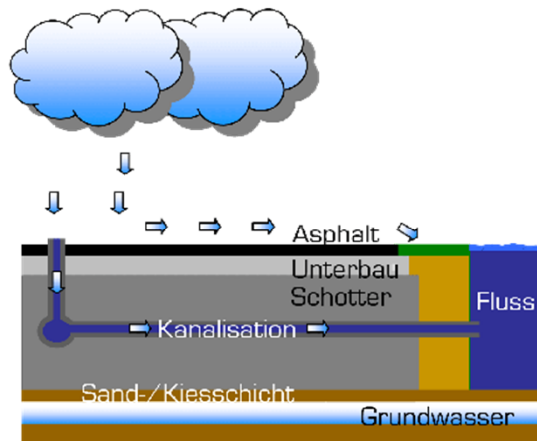 Asphalt
Unterbau
Schotter
Fluss
Kanalisation
Sand-/Kiesschicht
Grundwasser